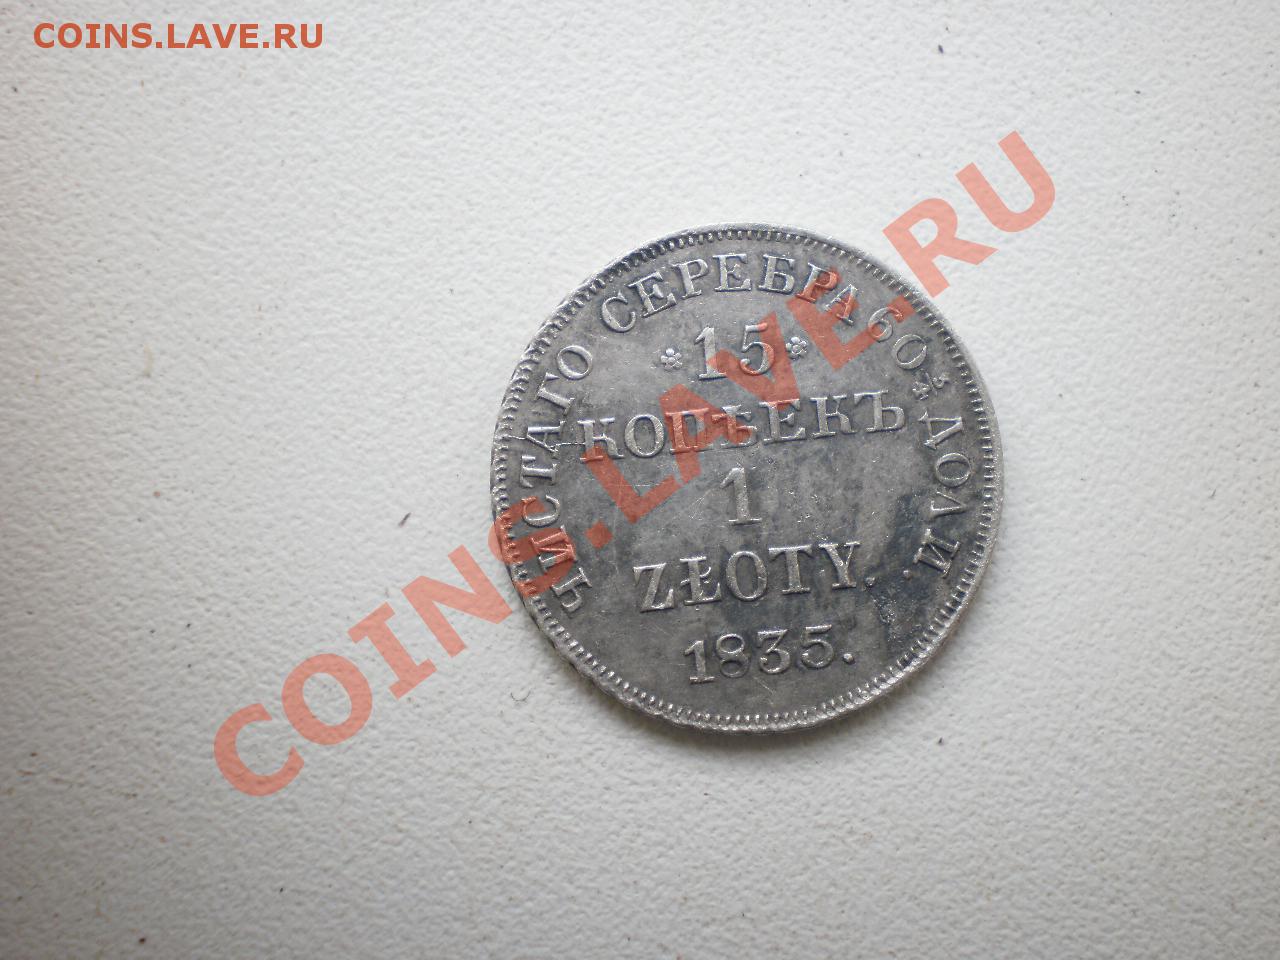 COINS.LAVE.RU
ЧИСТАГО СЕРЕБРА 60 ¾ ДОЛИ
15
КОПѢЕКЪ
1
ZŁOTY.
1835.
COINS.LAVE.RU